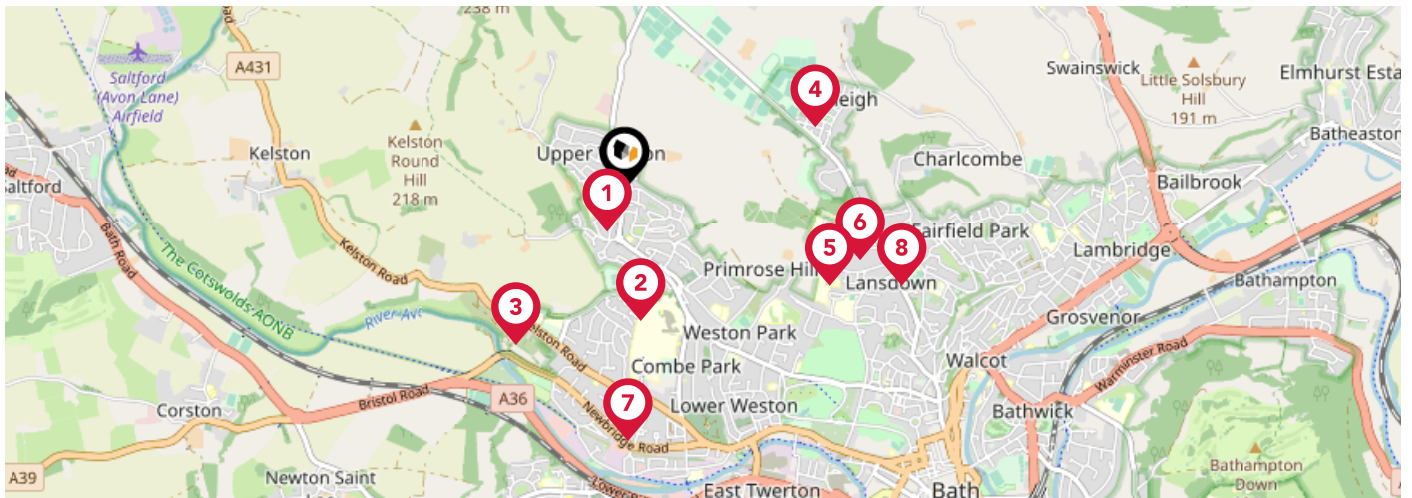 238 m
A431
Saltford
(Avon Lane)
Airfield
Swainswick
Little Solsbury
Hill
191 m
Elmhurst Esta
4
Batheaston
Kelston
Kelston
Round
Hill
218 m
Upper
Charlcombe
Saltford
1
Bailbrook
Bath Road
Kelston Road
6
Fairfield Park
5
8
Lambridge
The Cotswolds AONB
Primrose Hill
Lansdown
Bathampton
2
3
River Av
Weston Park
Grosvenor
Kelston Road
Combe Park
Walcot
Warminster Road
Bristol Road
A36
7
Lower Weston
Corston
Newbridge Road
Bathwick
A39
Newton Saint
East Twerton
Bath
Bathampton
Down